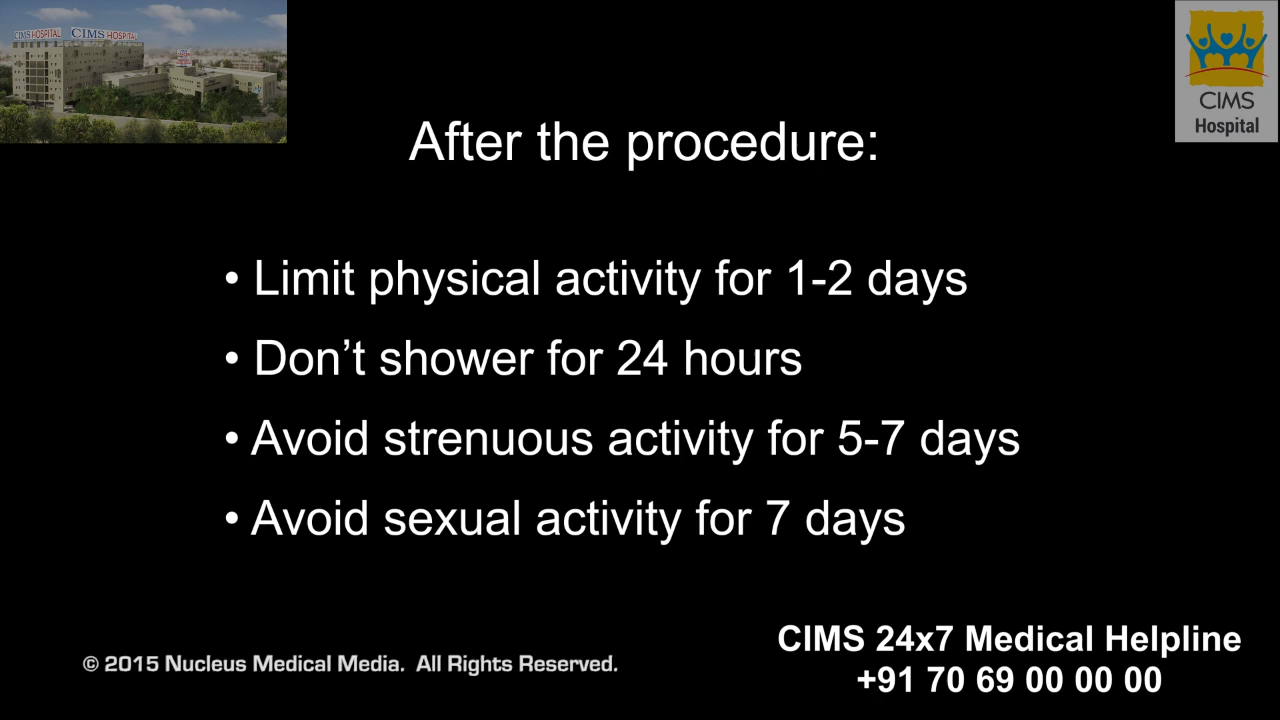 CIMS HOSPITAL CIMS HOSPITAL
CIMS
Hospital
After the procedure:
• Limit physical activity for 1-2 days
• Don’t shower for 24 hours
• Avoid strenuous activity for 5-7 days
• Avoid sexual activity for 7 days
© 2015 Nucleus Medical Media. All Rights Reserved.
CIMS 24x7 Medical Helpline
+91 70 69 00 00 00